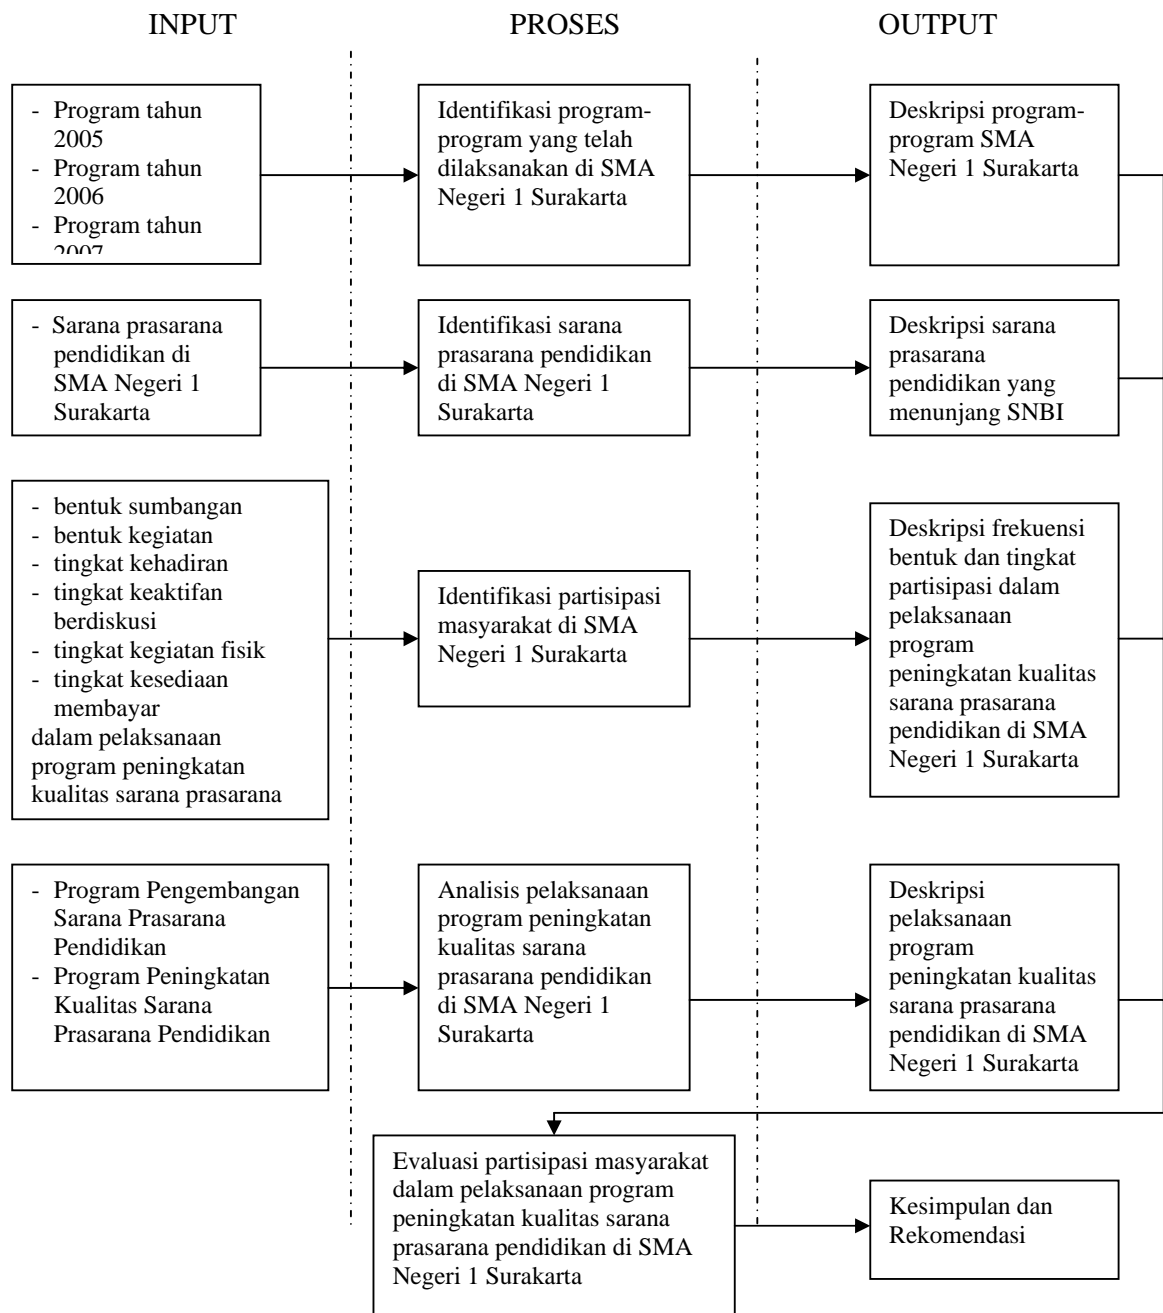 INPUT
PROSES
OUTPUT
- Program tahun
2005
- Program tahun
2006
- Program tahun
2007
Identifikasi program-
program yang telah
dilaksanakan di SMA
Negeri 1 Surakarta
Deskripsi program-
program SMA
Negeri 1 Surakarta
- Sarana prasarana
pendidikan di
SMA Negeri 1
Surakarta
Identifikasi sarana
prasarana pendidikan
di SMA Negeri 1
Surakarta
Deskripsi sarana
prasarana
pendidikan yang
menunjang SNBI
- bentuk sumbangan
- bentuk kegiatan
- tingkat kehadiran
- tingkat keaktifan
berdiskusi
- tingkat kegiatan fisik
- tingkat kesediaan
membayar
dalam pelaksanaan
program peningkatan
kualitas sarana prasarana
Identifikasi partisipasi
masyarakat di SMA
Negeri 1 Surakarta
Deskripsi frekuensi
bentuk dan tingkat
partisipasi dalam
pelaksanaan
program
peningkatan kualitas
sarana prasarana
pendidikan di SMA
Negeri 1 Surakarta
- Program Pengembangan
Sarana Prasarana
Pendidikan
- Program Peningkatan
Kualitas Sarana
Prasarana Pendidikan
Analisis pelaksanaan
program peningkatan
kualitas sarana
prasarana pendidikan
di SMA Negeri 1
Surakarta
Deskripsi
pelaksanaan
program
peningkatan kualitas
sarana prasarana
pendidikan di SMA
Negeri 1 Surakarta
Evaluasi partisipasi masyarakat
dalam pelaksanaan program
peningkatan kualitas sarana
prasarana pendidikan di SMA
Negeri 1 Surakarta
Kesimpulan dan
Rekomendasi